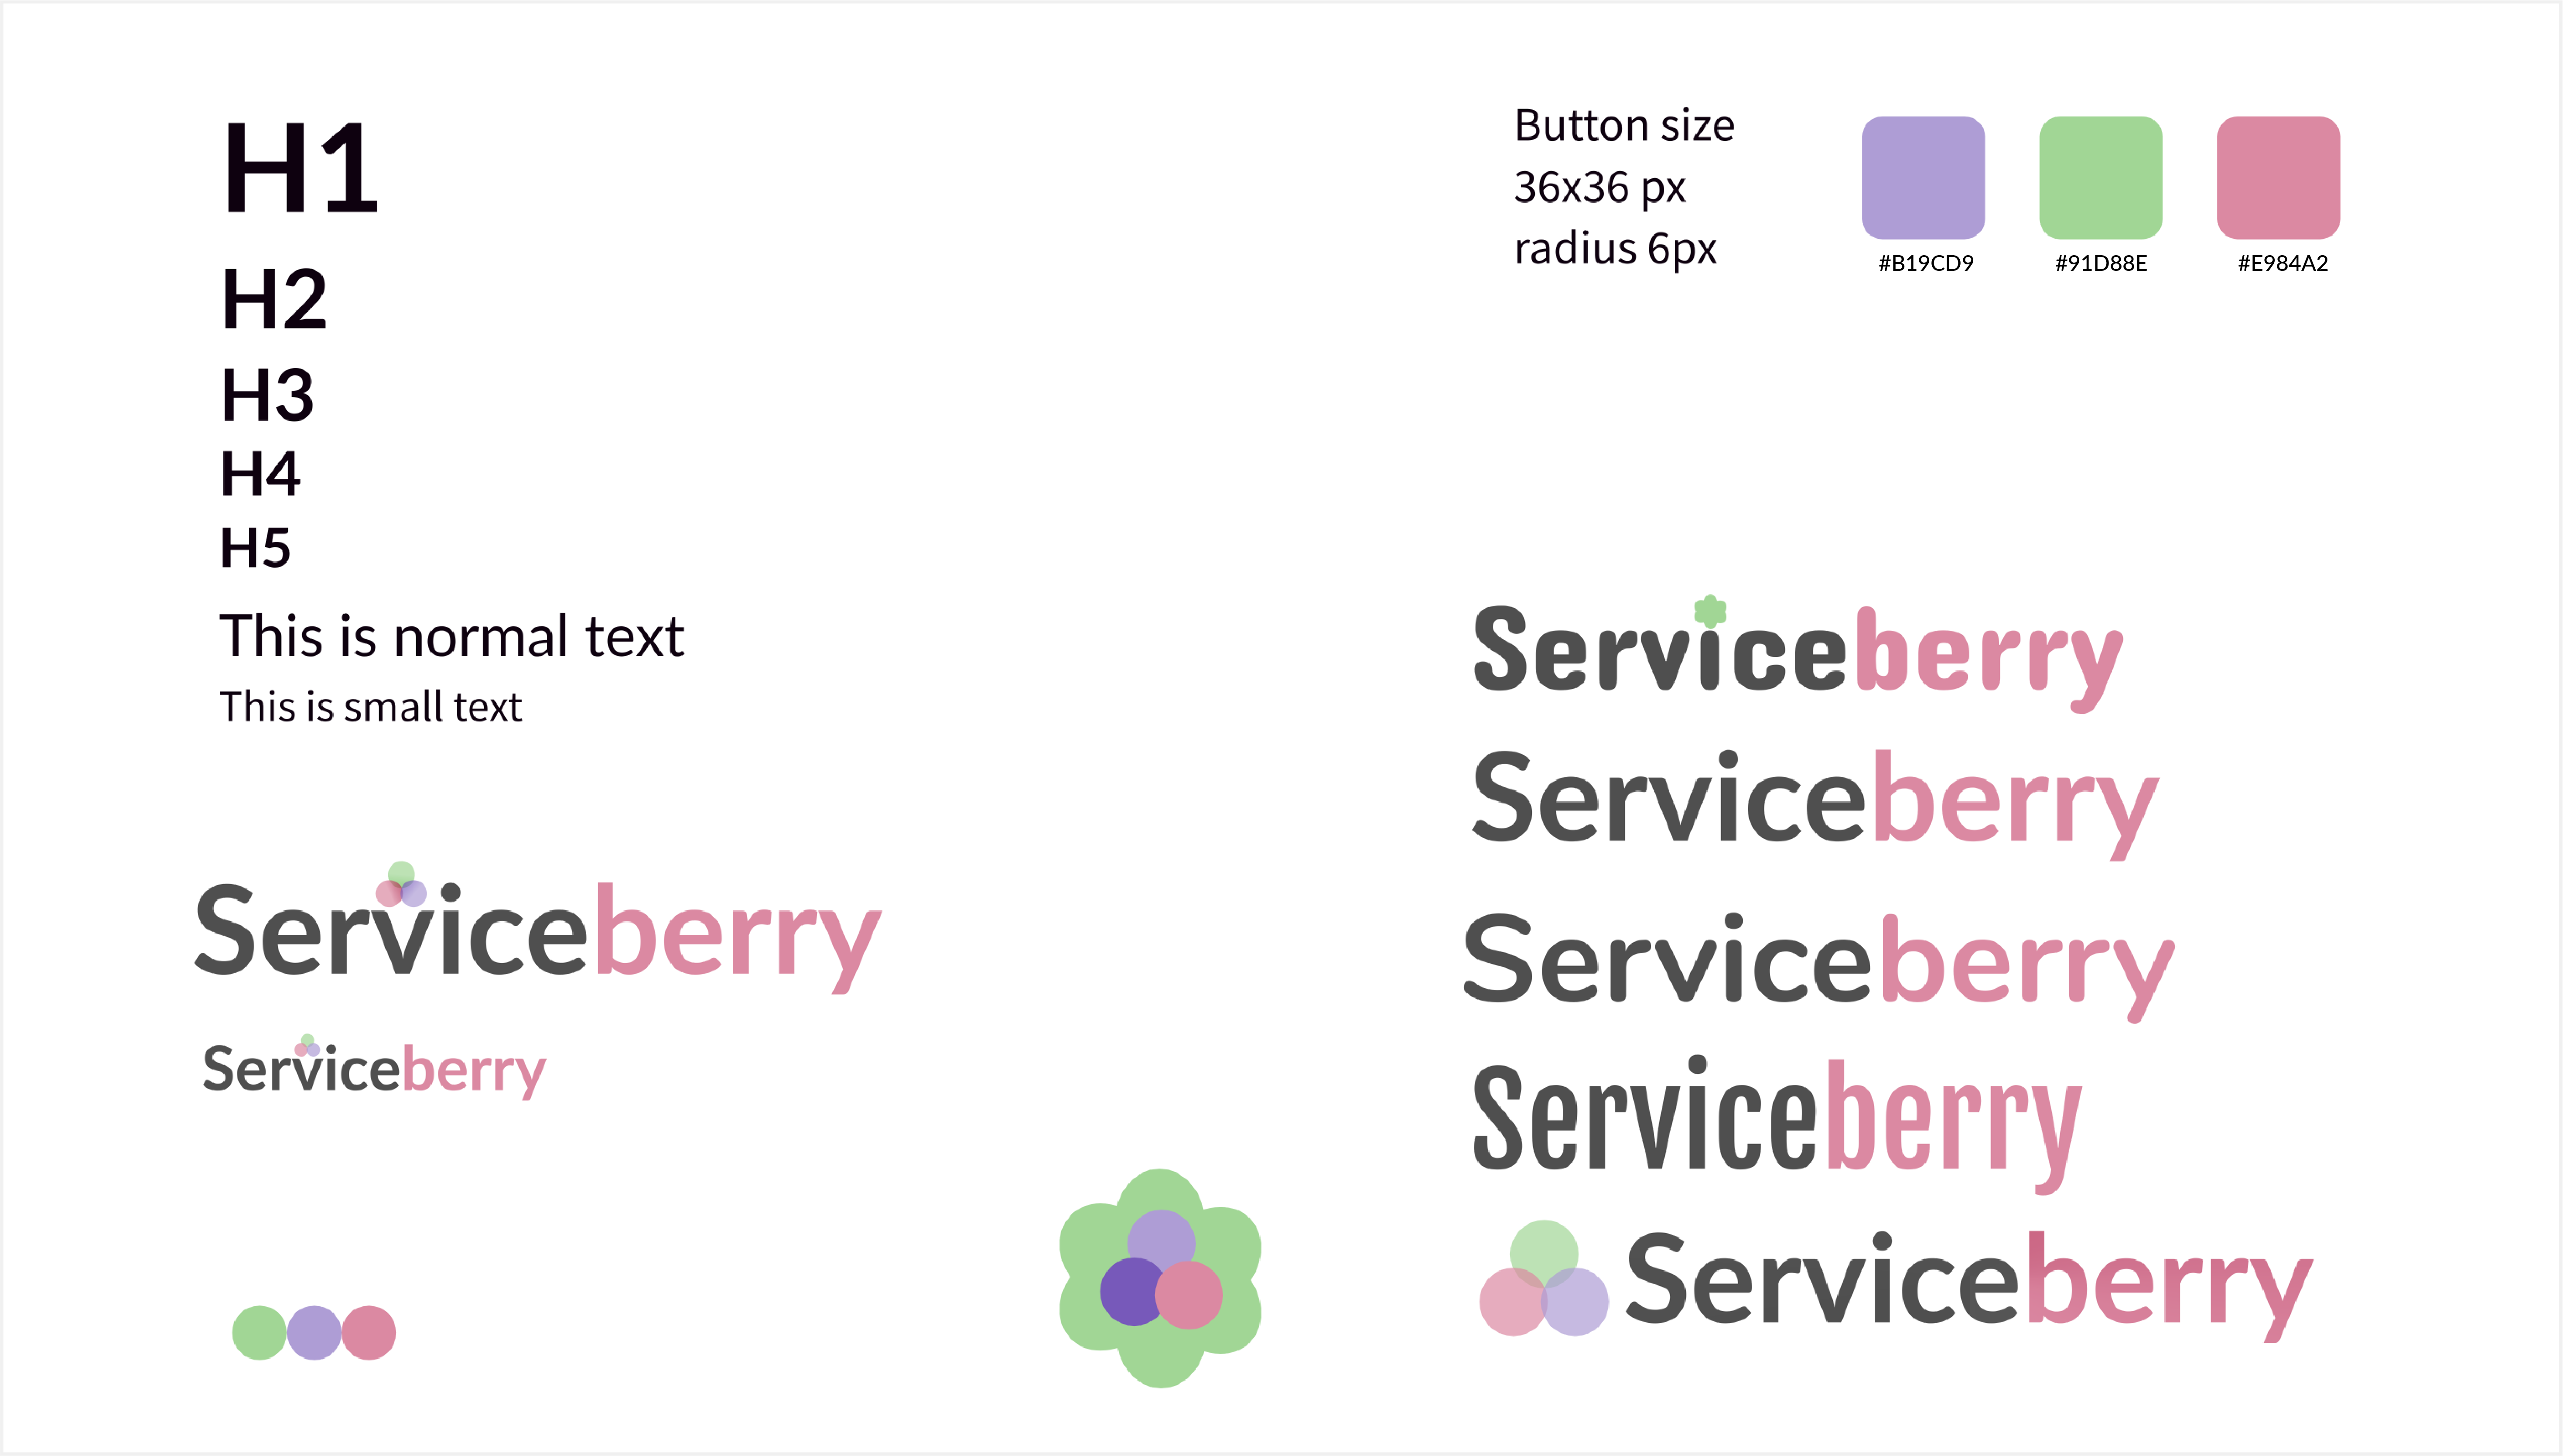 H1
H2
H3
H4
H5
This is normal text
This is small text
Serviceberry
Serviceberry
Button size
36x36 px
radius 6px
#B19CD9
#91D88E
#E984A2
Serviceberry
Serviceberry
Serviceberry
Serviceberry
Serviceberry